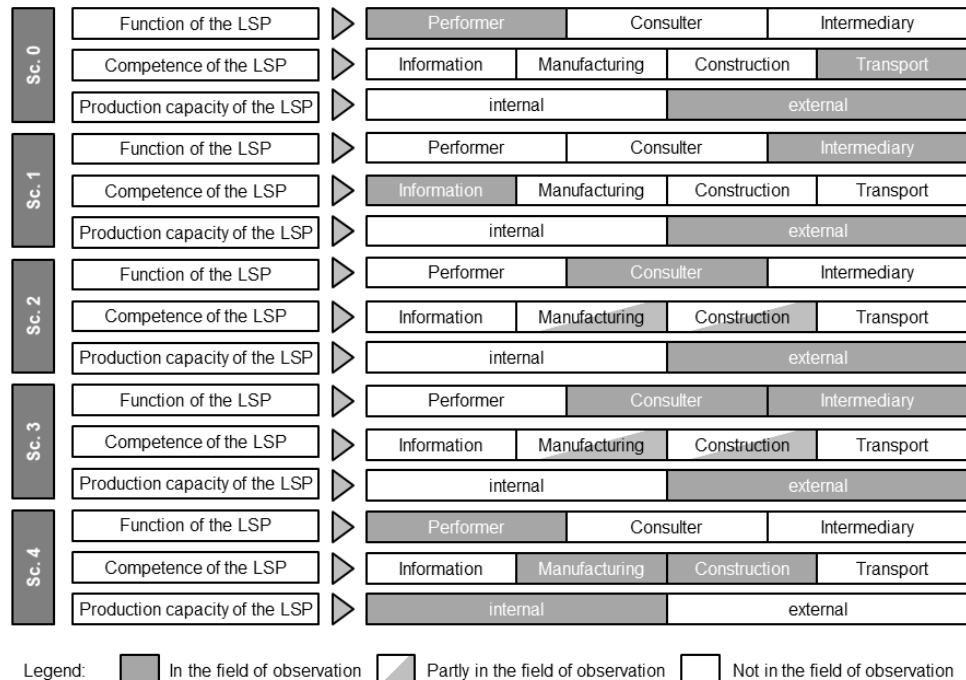 Sc. 0
Function of the LSP Performer Consulter Intermediary
Competence of the LSP Information Manufacturing Construction Transport
Production capacity of the LSP internal external
Sc. 1
Function of the LSP Performer Consulter Intermediary
Competence of the LSP Information Manufacturing Construction Transport
Production capacity of the LSP internal external
Sc. 2
Function of the LSP Performer Consulter Intermediary
Competence of the LSP Information Manufacturing Construction Transport
Production capacity of the LSP internal external
Sc. 3
Function of the LSP Performer Consulter Intermediary
Competence of the LSP Information Manufacturing Construction Transport
Production capacity of the LSP internal external
Sc. 4
Function of the LSP Performer Consulter Intermediary
Competence of the LSP Information Manufacturing Construction Transport
Production capacity of the LSP internal external
Legend: In the field of observation Partly in the field of observation Not in the field of observation